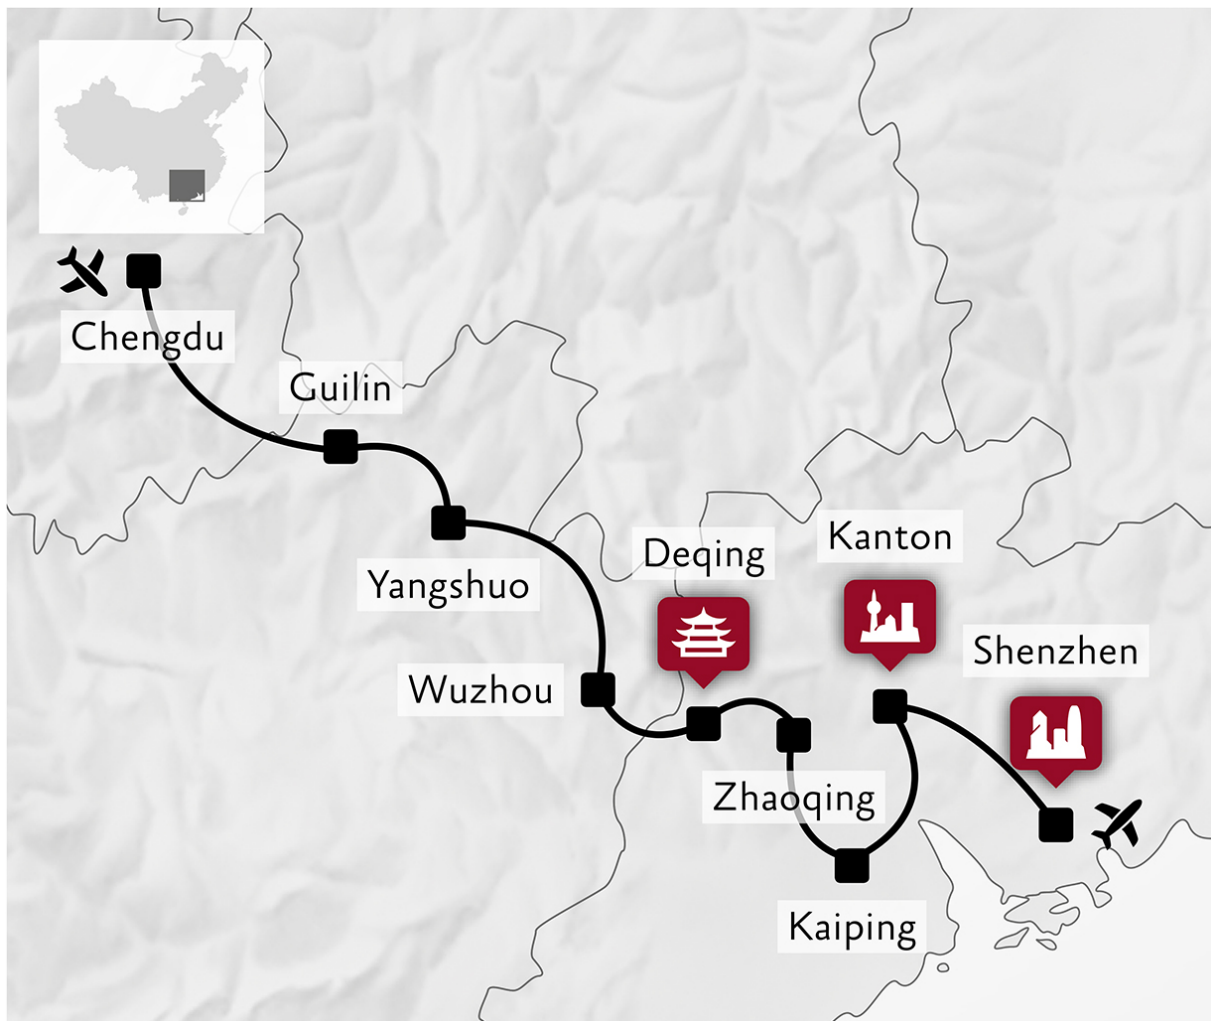 Chengdu
Guilin
Yangshuo
Wuzhou
Deqing
Zhaoqing
Kaiping
Kanton
Shenzhen